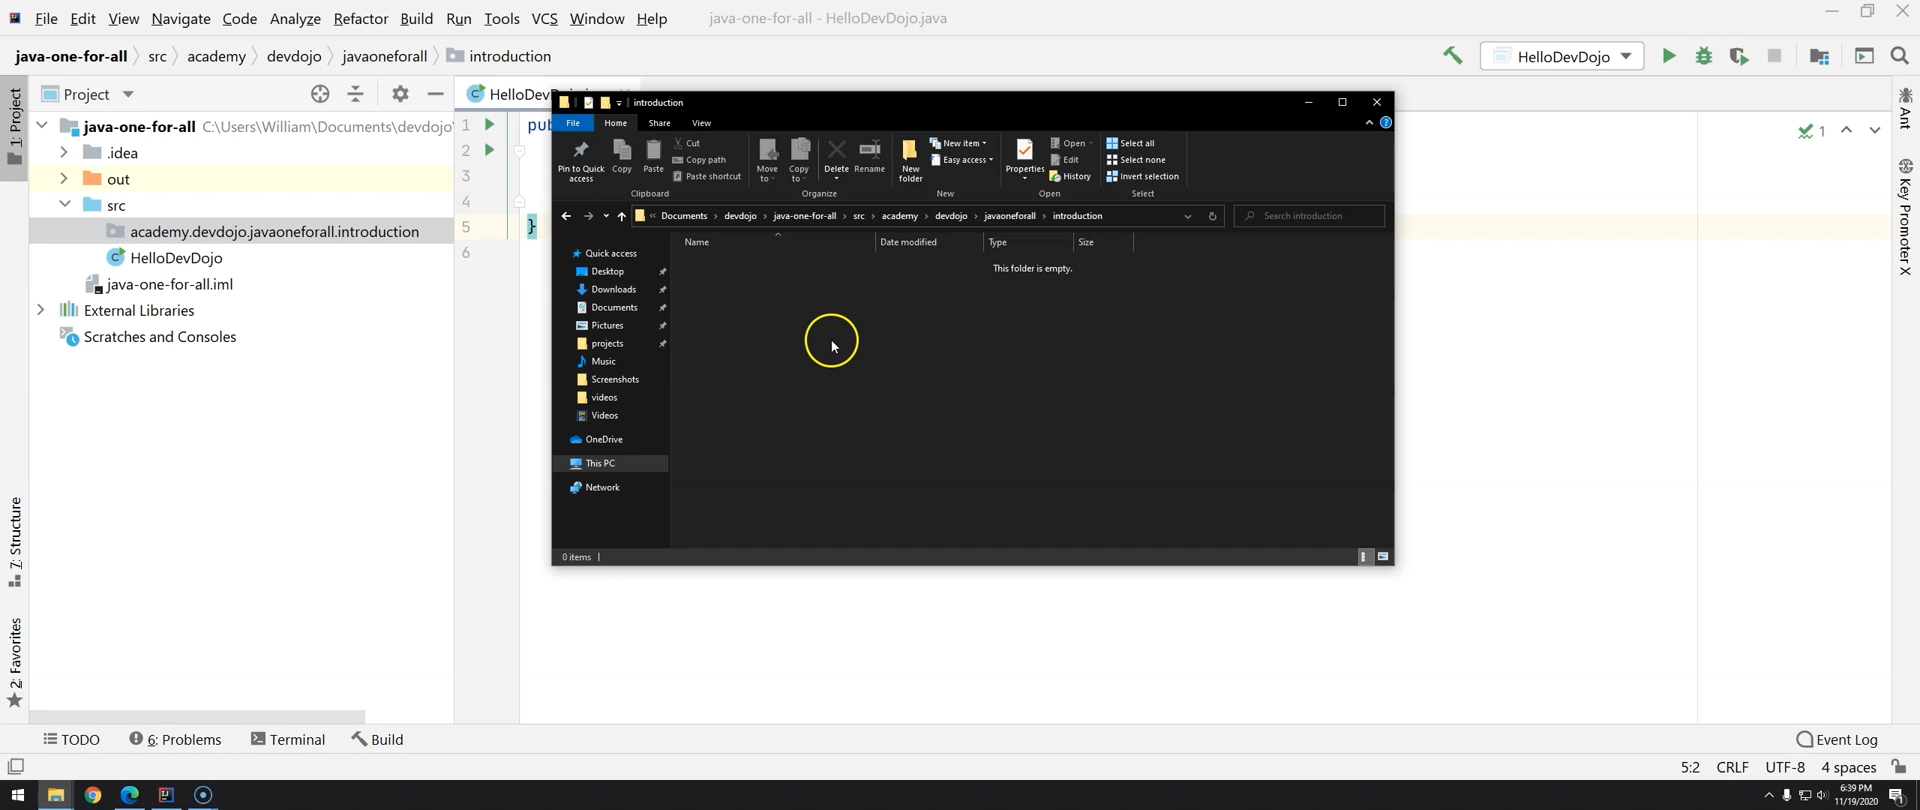 File Edit View Navigate Code Analyze Refactor Build Run Tools VCS Window Help java-one-for-all - HelloDevDojo.java
java-one-for-all src academy devdojo javaoneforall introduction HelloDevDojo
1: Project
Project
java-one-for-all C:\Users\William\Documents\devdojo
.idea
out
src
academy.devdojo.javaoneforall.introduction
HelloDevDojo
java-one-for-all.iml
External Libraries
Scratches and Consoles
7: Structure
2: Favorites
HelloDev
1
2
3
4
5
6
}
introduction
File Home Share View
Pin to Quick access
Copy
Paste
Cut
Copy path
Paste shortcut
Clipboard
Move to
Copy to
Delete
Rename
Organize
New folder
New item
Easy access
New
Properties
Open
Edit
History
Open
Select all
Select none
Invert selection
Select
« Documents devdojo java-one-for-all src academy devdojo javaoneforall introduction Search introduction
Name Date modified Type Size
This folder is empty.
Quick access
Desktop
Downloads
Documents
Pictures
projects
Music
Screenshots
videos
Videos
OneDrive
This PC
Network
0 items
1
Ant
Key Promoter X
TODO 6: Problems Terminal Build Event Log
5:2 CRLF UTF-8 4 spaces
6:39 PM
11/19/2020